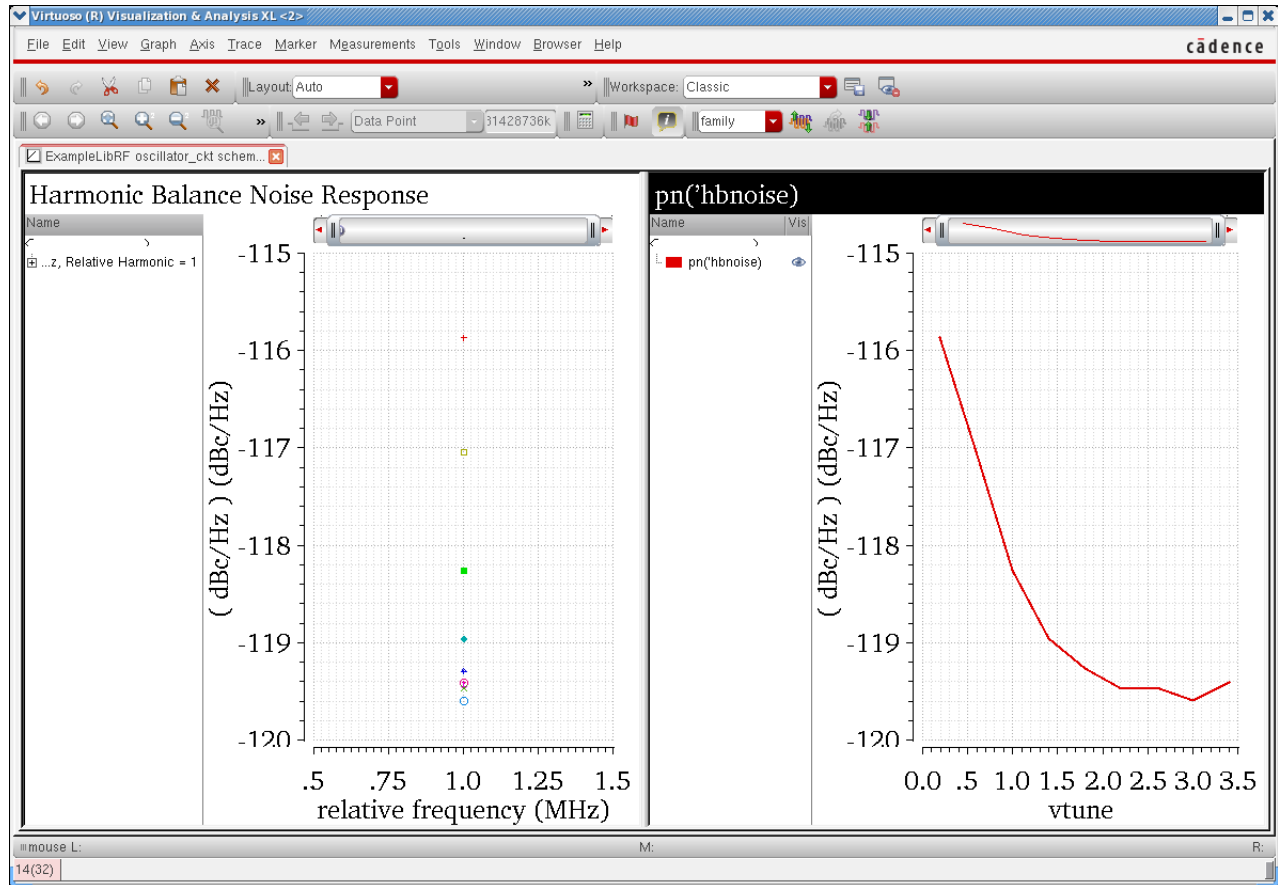 Virtuoso (R) Visualization & Analysis XL <2>
File Edit View Graph Axis Trace Marker Measurements Tools Window Browser Help
cādence
Layout: Auto
» Workspace: Classic
» Data Point 31428736k family
ExampleLibRF oscillator_ckt schem...
Harmonic Balance Noise Response
Name
...z, Relative Harmonic = 1
( dBc/Hz ) (dBc/Hz)
-115
-116
-117
-118
-119
-120
.5 .75 1.0 1.25 1.5
relative frequency (MHz)
pn('hbnoise)
Name Vis
pn('hbnoise)
( dBc/Hz ) (dBc/Hz)
-115
-116
-117
-118
-119
-120
0.0 .5 1.0 1.5 2.0 2.5 3.0 3.5
vtune
mouse L: M: R:
14(32)